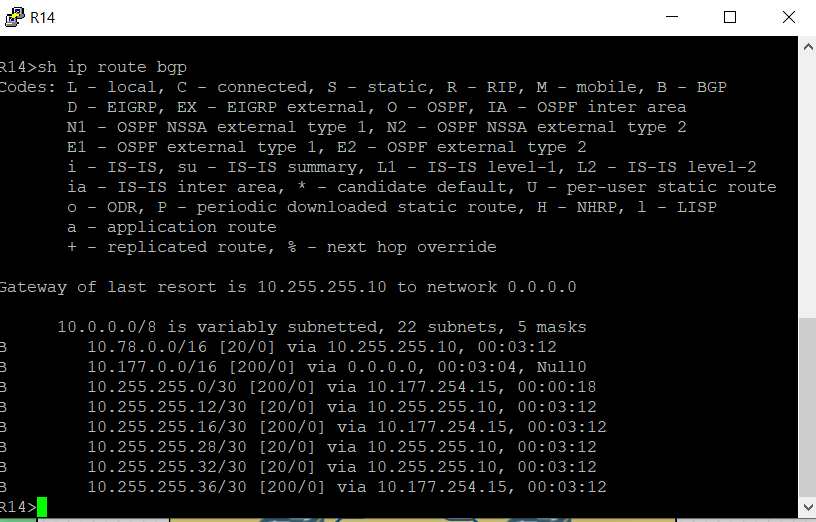 R14
R14>sh ip route bgp
Codes: L - local, C - connected, S - static, R - RIP, M - mobile, B - BGP
D - EIGRP, EX - EIGRP external, O - OSPF, IA - OSPF inter area
N1 - OSPF NSSA external type 1, N2 - OSPF NSSA external type 2
E1 - OSPF external type 1, E2 - OSPF external type 2
i - IS-IS, su - IS-IS summary, L1 - IS-IS level-1, L2 - IS-IS level-2
ia - IS-IS inter area, * - candidate default, U - per-user static route
o - ODR, P - periodic downloaded static route, H - NHRP, l - LISP
a - application route
+ - replicated route, % - next hop override
Gateway of last resort is 10.255.255.10 to network 0.0.0.0
10.0.0.0/8 is variably subnetted, 22 subnets, 5 masks
B 10.78.0.0/16 [20/0] via 10.255.255.10, 00:03:12
B 10.177.0.0/16 [200/0] via 0.0.0.0, 00:03:04, Null0
B 10.255.255.0/30 [200/0] via 10.177.254.15, 00:00:18
B 10.255.255.12/30 [20/0] via 10.255.255.10, 00:03:12
B 10.255.255.16/30 [200/0] via 10.177.254.15, 00:03:12
B 10.255.255.28/30 [20/0] via 10.255.255.10, 00:03:12
B 10.255.255.32/30 [20/0] via 10.255.255.10, 00:03:12
B 10.255.255.36/30 [200/0] via 10.177.254.15, 00:03:12
R14>